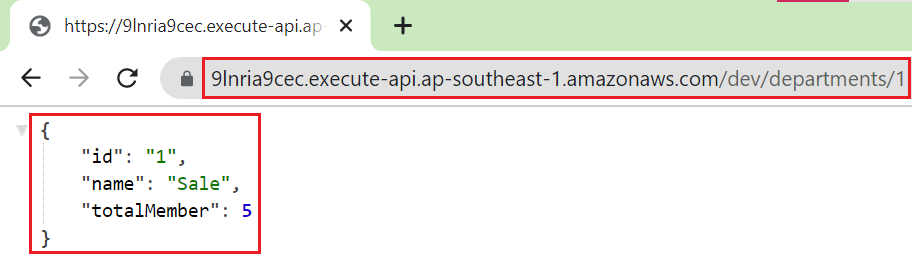 https://9lnria9cec.execute-api.ap-
9lnria9cec.execute-api.ap-southeast-1.amazonaws.com/dev/departments/1
{
"id": "1",
"name": "Sale",
"totalMember": 5
}